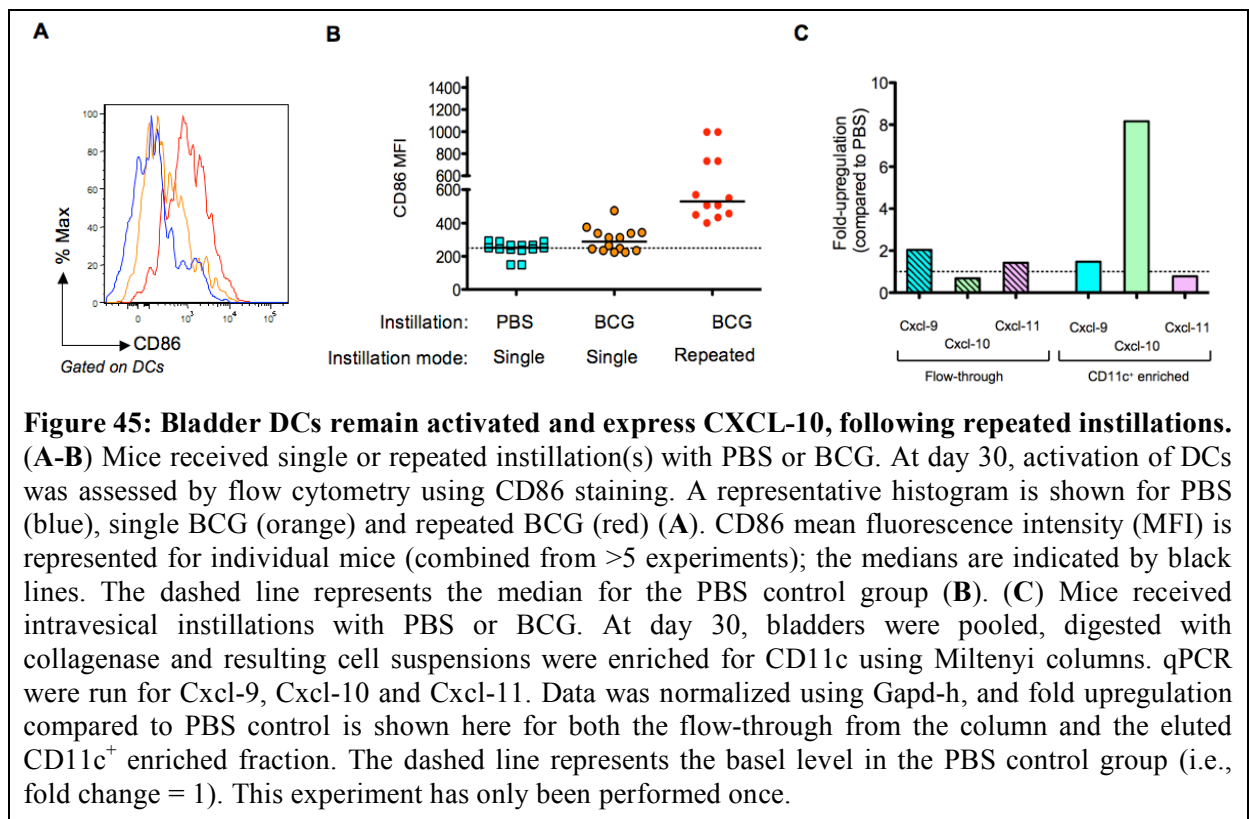 A
B
C
100
80
60
40
20
0
% Max
0
10³
10⁴
10⁵
CD86
Gated on DCs
CD86 MFI
1400
1200
1000
800
600
600
400
200
0
Instillation: PBS BCG BCG
Instillation mode: Single Single Repeated
Fold-upregulation
(compared to PBS)
10
8
6
4
2
0
Cxcl-9 Cxcl-11 Cxcl-9 Cxcl-11
Cxcl-10 Cxcl-10
Flow-through CD11c⁺ enriched
Figure 45: Bladder DCs remain activated and express CXCL-10, following repeated instillations.
(A-B) Mice received single or repeated instillation(s) with PBS or BCG. At day 30, activation of DCs
was assessed by flow cytometry using CD86 staining. A representative histogram is shown for PBS
(blue), single BCG (orange) and repeated BCG (red) (A). CD86 mean fluorescence intensity (MFI) is
represented for individual mice (combined from >5 experiments); the medians are indicated by black
lines. The dashed line represents the median for the PBS control group (B). (C) Mice received
intravesical instillations with PBS or BCG. At day 30, bladders were pooled, digested with
collagenase and resulting cell suspensions were enriched for CD11c using Miltenyi columns. qPCR
were run for Cxcl-9, Cxcl-10 and Cxcl-11. Data was normalized using Gapd-h, and fold upregulation
compared to PBS control is shown here for both the flow-through from the column and the eluted
CD11c⁺ enriched fraction. The dashed line represents the basel level in the PBS control group (i.e.,
fold change = 1). This experiment has only been performed once.